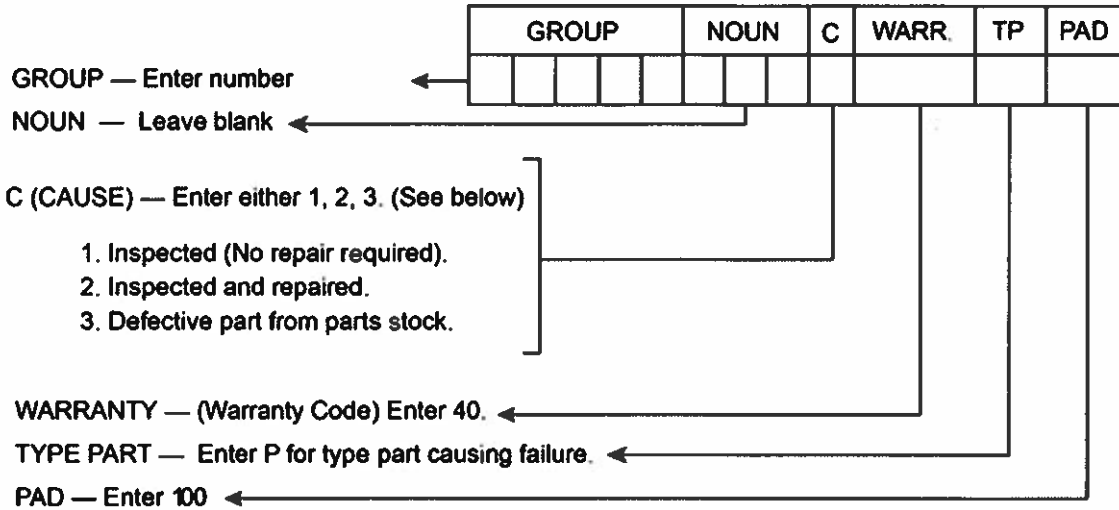 GROUP NOUN C WARR. TP PAD
GROUP — Enter number
NOUN — Leave blank
C (CAUSE) — Enter either 1, 2, 3. (See below)
1. Inspected (No repair required).
2. Inspected and repaired.
3. Defective part from parts stock.
WARRANTY — (Warranty Code) Enter 40.
TYPE PART — Enter P for type part causing failure.
PAD — Enter 100